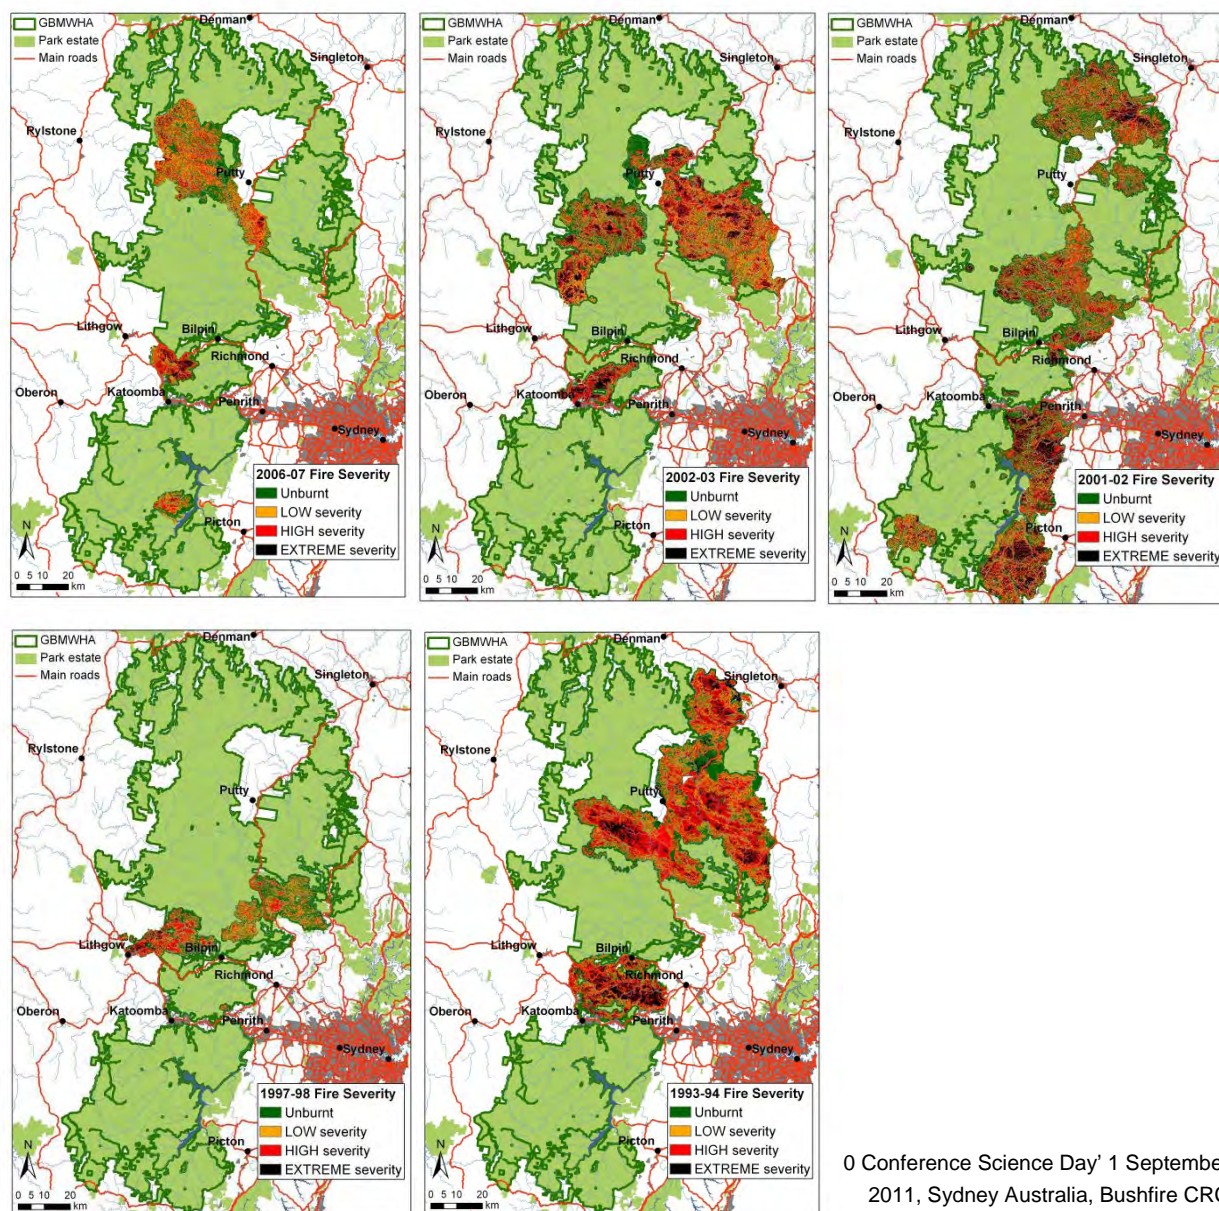 GBMWHA
Park estate
Main roads
Denman
Singleton
Rylstone
Putty
Lithgow
Bilpin
Richmond
Oberon
Katoomba
Penrith
Sydney
2006-07 Fire Severity
Unburnt
LOW severity
HIGH severity
EXTREME severity
Picton
N
0 5 10 20
km
GBMWHA
Park estate
Main roads
Denman
Singleton
Rylstone
Putty
Lithgow
Bilpin
Richmond
Oberon
Katoomba
Penrith
Sydney
2002-03 Fire Severity
Unburnt
LOW severity
HIGH severity
EXTREME severity
Picton
N
0 5 10 20
km
GBMWHA
Park estate
Main roads
Denman
Singleton
Rylstone
Putty
Lithgow
Bilpin
Richmond
Oberon
Katoomba
Penrith
Sydney
2001-02 Fire Severity
Unburnt
LOW severity
HIGH severity
EXTREME severity
Picton
N
0 5 10 20
km
GBMWHA
Park estate
Main roads
Denman
Singleton
Rylstone
Putty
Lithgow
Bilpin
Richmond
Oberon
Katoomba
Penrith
Sydney
1997-98 Fire Severity
Unburnt
LOW severity
HIGH severity
EXTREME severity
Picton
N
0 5 10 20
km
GBMWHA
Park estate
Main roads
Denman
Singleton
Rylstone
Putty
Lithgow
Bilpin
Richmond
Oberon
Katoomba
Penrith
Sydney
1993-94 Fire Severity
Unburnt
LOW severity
HIGH severity
EXTREME severity
Picton
N
0 5 10 20
km
0 Conference Science Day’ 1 September
2011, Sydney Australia, Bushfire CRC